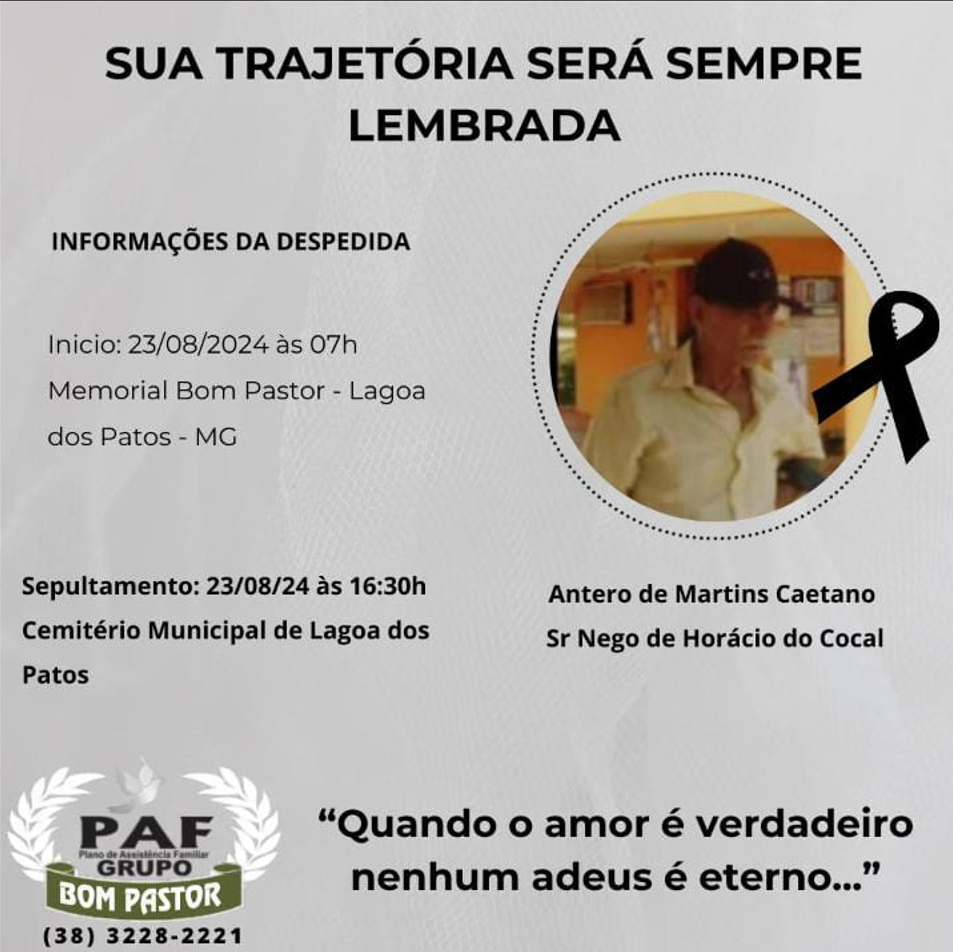 SUA TRAJETÓRIA SERÁ SEMPRE
LEMBRADA
INFORMAÇÕES DA DESPEDIDA
Inicio: 23/08/2024 às 07h
Memorial Bom Pastor - Lagoa
dos Patos - MG
Sepultamento: 23/08/24 às 16:30h
Cemitério Municipal de Lagoa dos
Patos
Antero de Martins Caetano
Sr Nego de Horácio do Cocal
PAF
Plano de Assistência Familiar
GRUPO
BOM PASTOR
(38) 3228-2221
“Quando o amor é verdadeiro
nenhum adeus é eterno...”